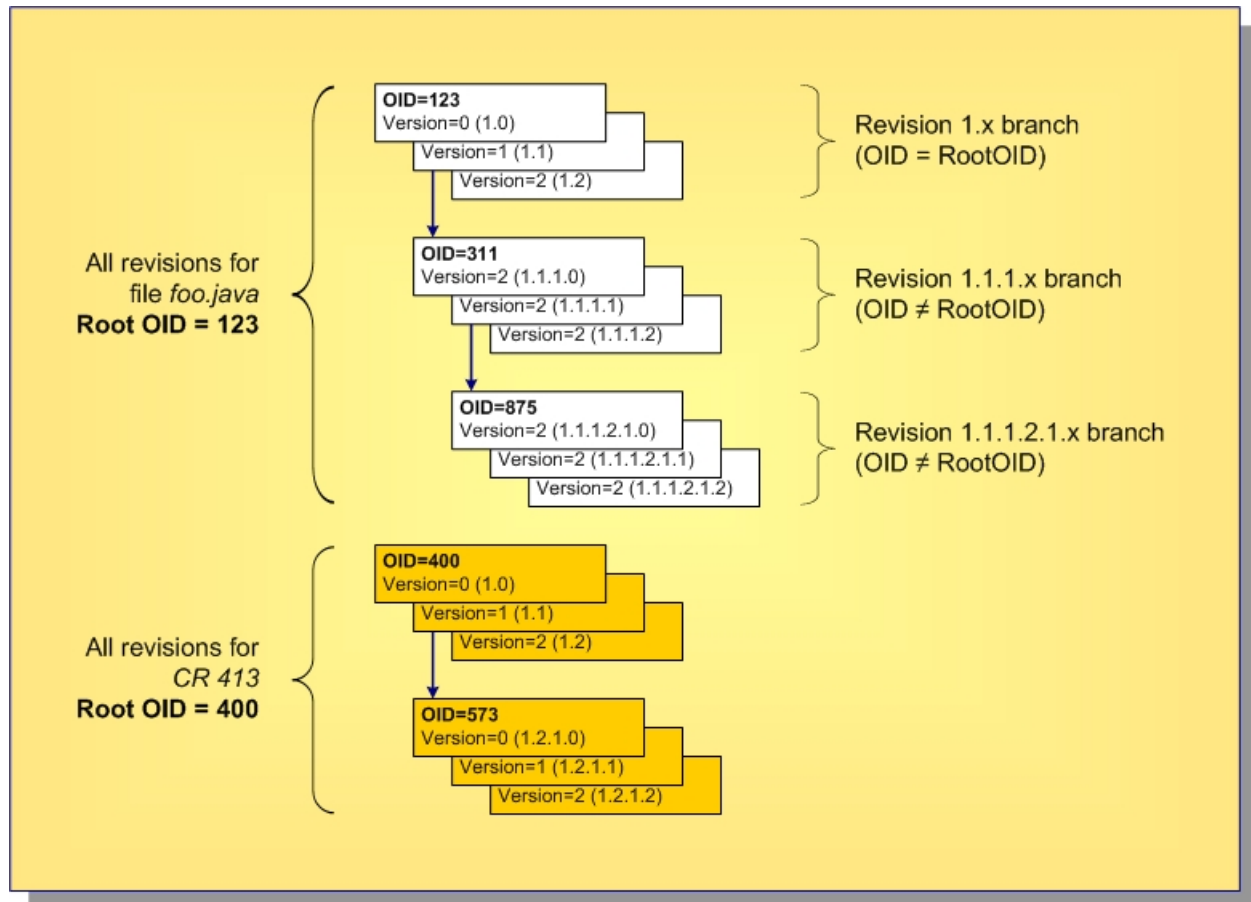 OID=123
Version=0 (1.0)
Version=1 (1.1)
Version=2 (1.2)
Revision 1.x branch
(OID = RootOID)
All revisions for
file foo.java
Root OID = 123
OID=311
Version=2 (1.1.1.0)
Version=2 (1.1.1.1)
Version=2 (1.1.1.2)
Revision 1.1.1.x branch
(OID ≠ RootOID)
OID=875
Version=2 (1.1.1.2.1.0)
Version=2 (1.1.1.2.1.1)
Version=2 (1.1.1.2.1.2)
Revision 1.1.1.2.1.x branch
(OID ≠ RootOID)
All revisions for
CR 413
Root OID = 400
OID=400
Version=0 (1.0)
Version=1 (1.1)
Version=2 (1.2)
OID=573
Version=0 (1.2.1.0)
Version=1 (1.2.1.1)
Version=2 (1.2.1.2)